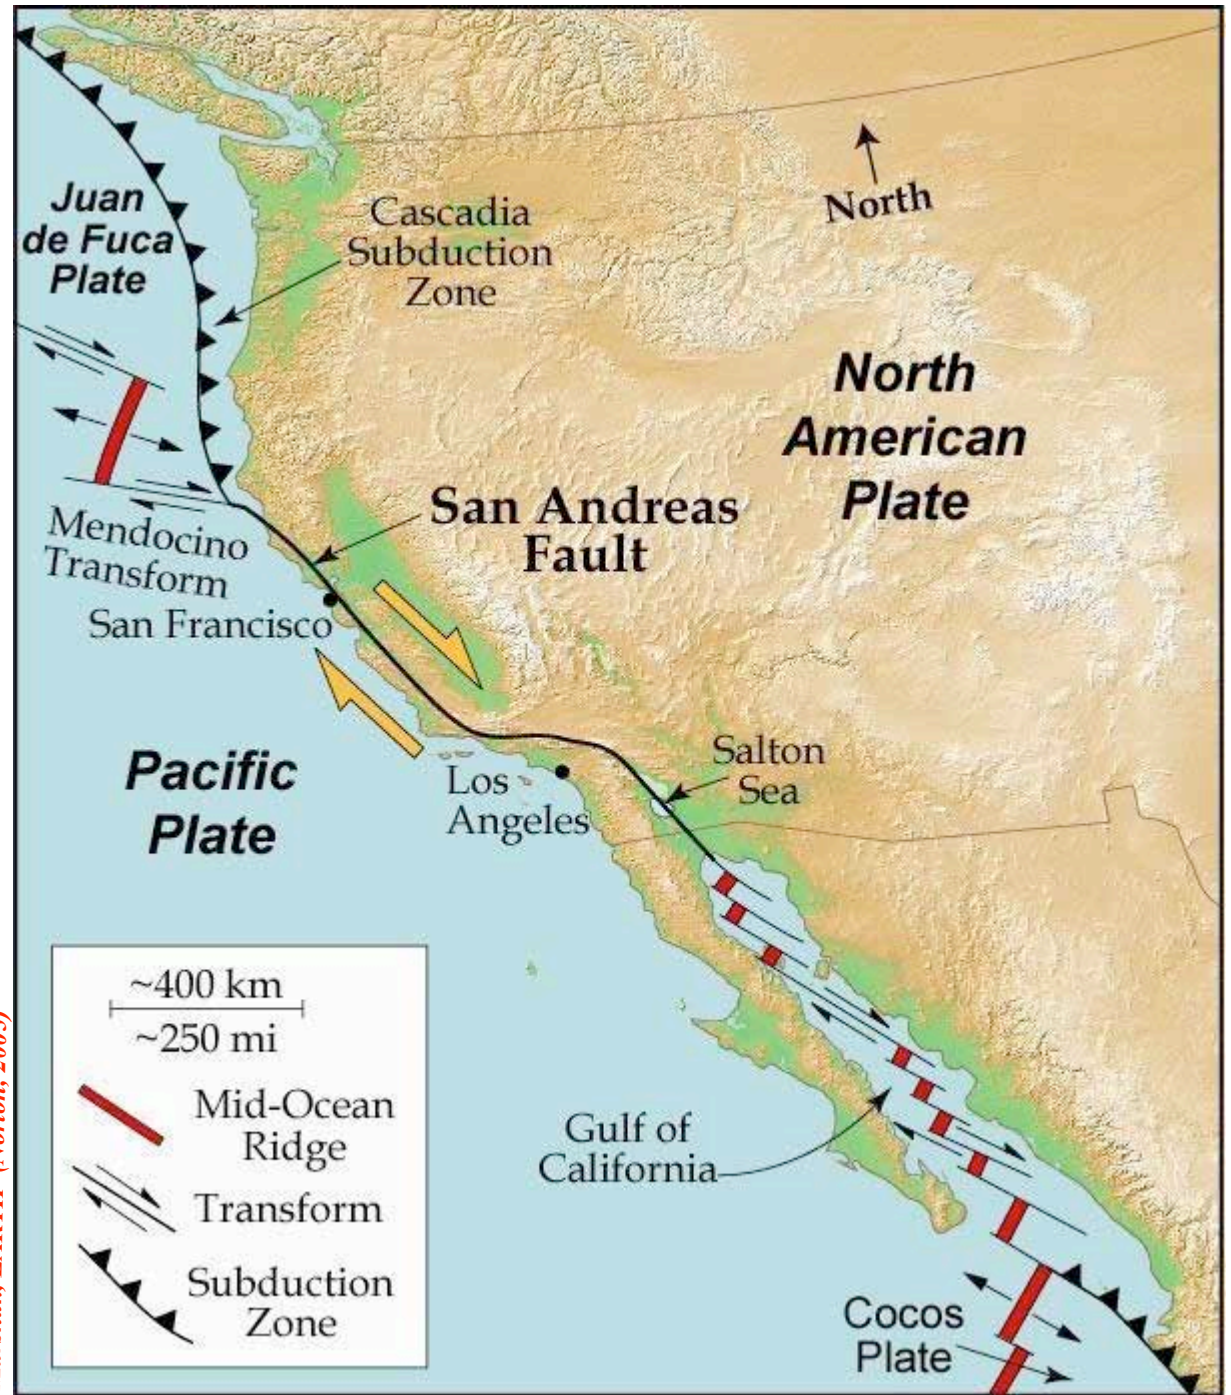 Juan
de Fuca
Plate
Cascadia
Subduction
Zone
North
North
American
Plate
San Andreas
Fault
Mendocino
Transform
San Francisco
Pacific
Plate
Los
Angeles
Salton
Sea
~400 km
~250 mi
Mid-Ocean
Ridge
Transform
Subduction
Zone
Gulf of
California
Cocos
Plate